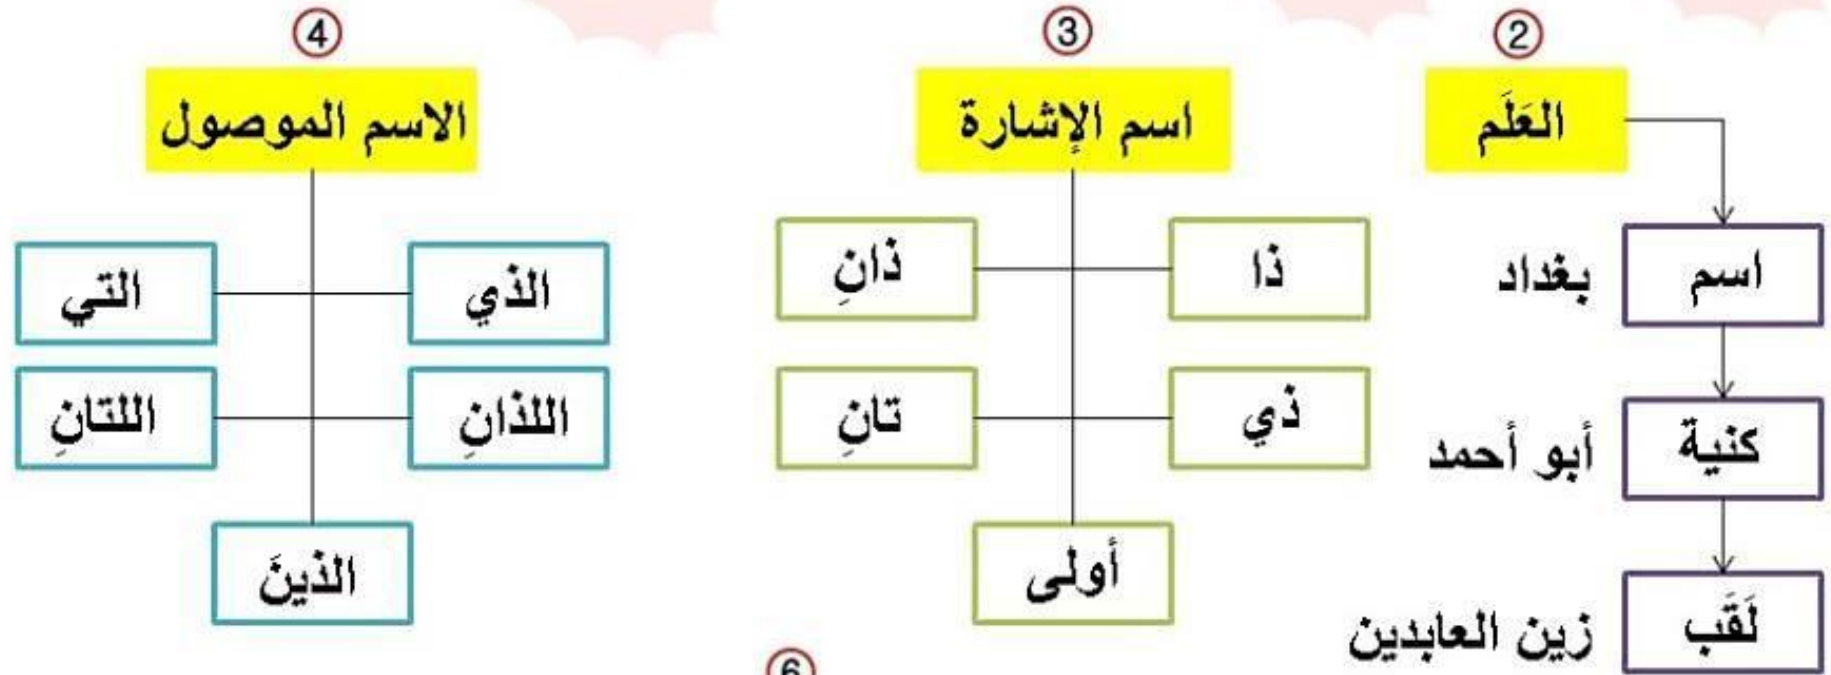 ②
العَلَم
اسم
بغداد
كنية
أبو أحمد
لَقَب
زين العابدين
③
اسم الإشارة
ذا
ذانِ
ذي
تانِ
أولى
④
الاسم الموصول
الذي
التي
اللذانِ
اللتانِ
الذينَ
⑥